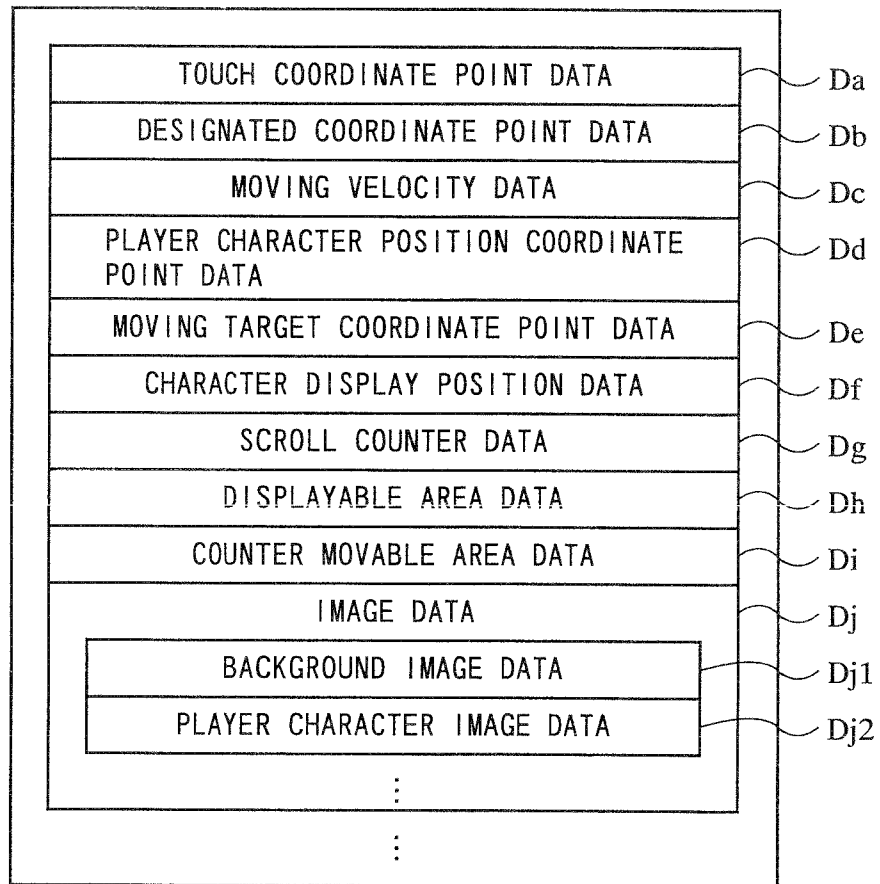 TOUCH COORDINATE POINT DATA Da
DESIGNATED COORDINATE POINT DATA Db
MOVING VELOCITY DATA Dc
PLAYER CHARACTER POSITION COORDINATE Dd
POINT DATA
MOVING TARGET COORDINATE POINT DATA De
CHARACTER DISPLAY POSITION DATA Df
SCROLL COUNTER DATA Dg
DISPLAYABLE AREA DATA Dh
COUNTER MOVABLE AREA DATA Di
IMAGE DATA Dj
BACKGROUND IMAGE DATA Dj1
PLAYER CHARACTER IMAGE DATA Dj2